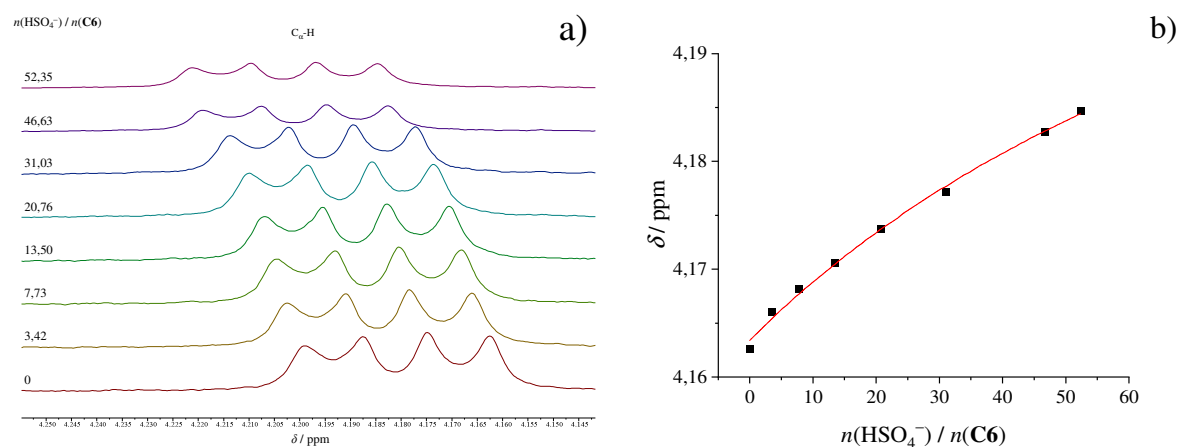 n(HSO₄⁻) / n(C6)
Cα-H
a)
52,35
46,63
31,03
20,76
13,50
7,73
3,42
0
4.250 4.245 4.240 4.235 4.230 4.225 4.220 4.215 4.210 4.205 4.200 4.195 4.190 4.185 4.180 4.175 4.170 4.165 4.160 4.155 4.150 4.145
δ / ppm
b)
4,19
4,18
4,17
4,16
δ / ppm
0 10 20 30 40 50 60
n(HSO₄⁻) / n(C6)